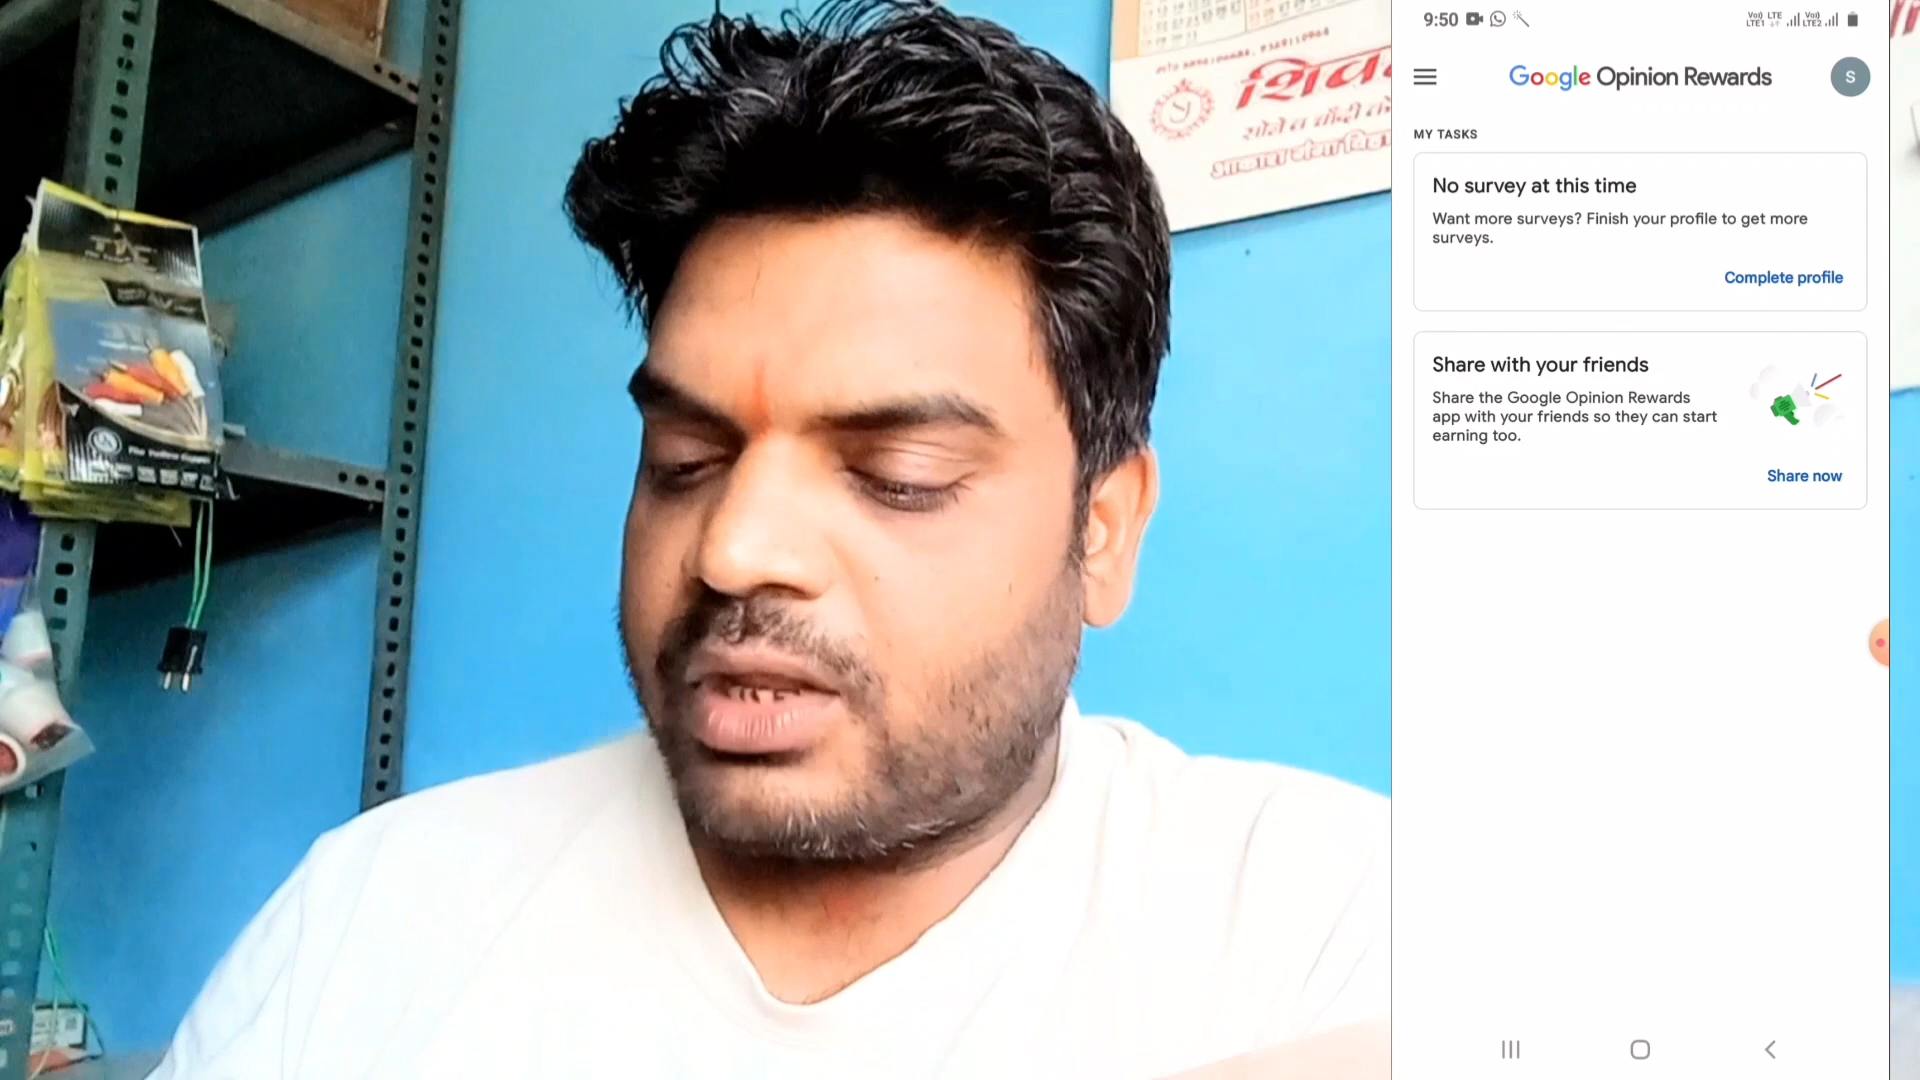 शिव
सोने व चाँदी के
9:50
Google Opinion Rewards
S
MY TASKS
No survey at this time
Want more surveys? Finish your profile to get more
surveys.
Complete profile
Share with your friends
Share the Google Opinion Rewards
app with your friends so they can start
earning too.
Share now